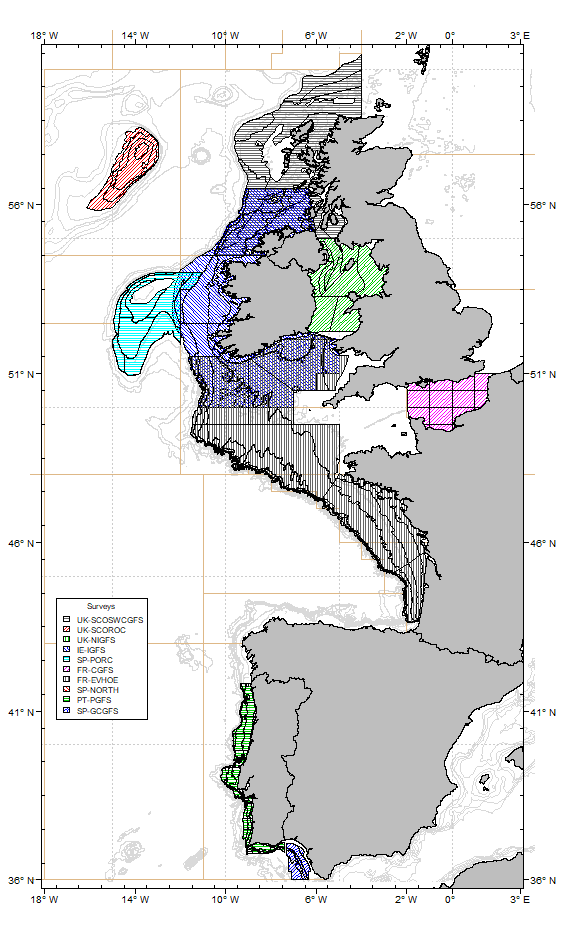 18° W 14° W 10° W 6° W 2° W 0° 3° E
56° N 56° N
51° N 51° N
46° N 46° N
Surveys
UK-SCOSWCGFS
UK-SCOROC
UK-NIGFS
IE-IGFS
SP-PORC
FR-CGFS
FR-EVHOE
SP-NORTH
PT-PGFS
SP-GCGFS
41° N 41° N
36° N 36° N
18° W 14° W 10° W 6° W 2° W 0° 3° E